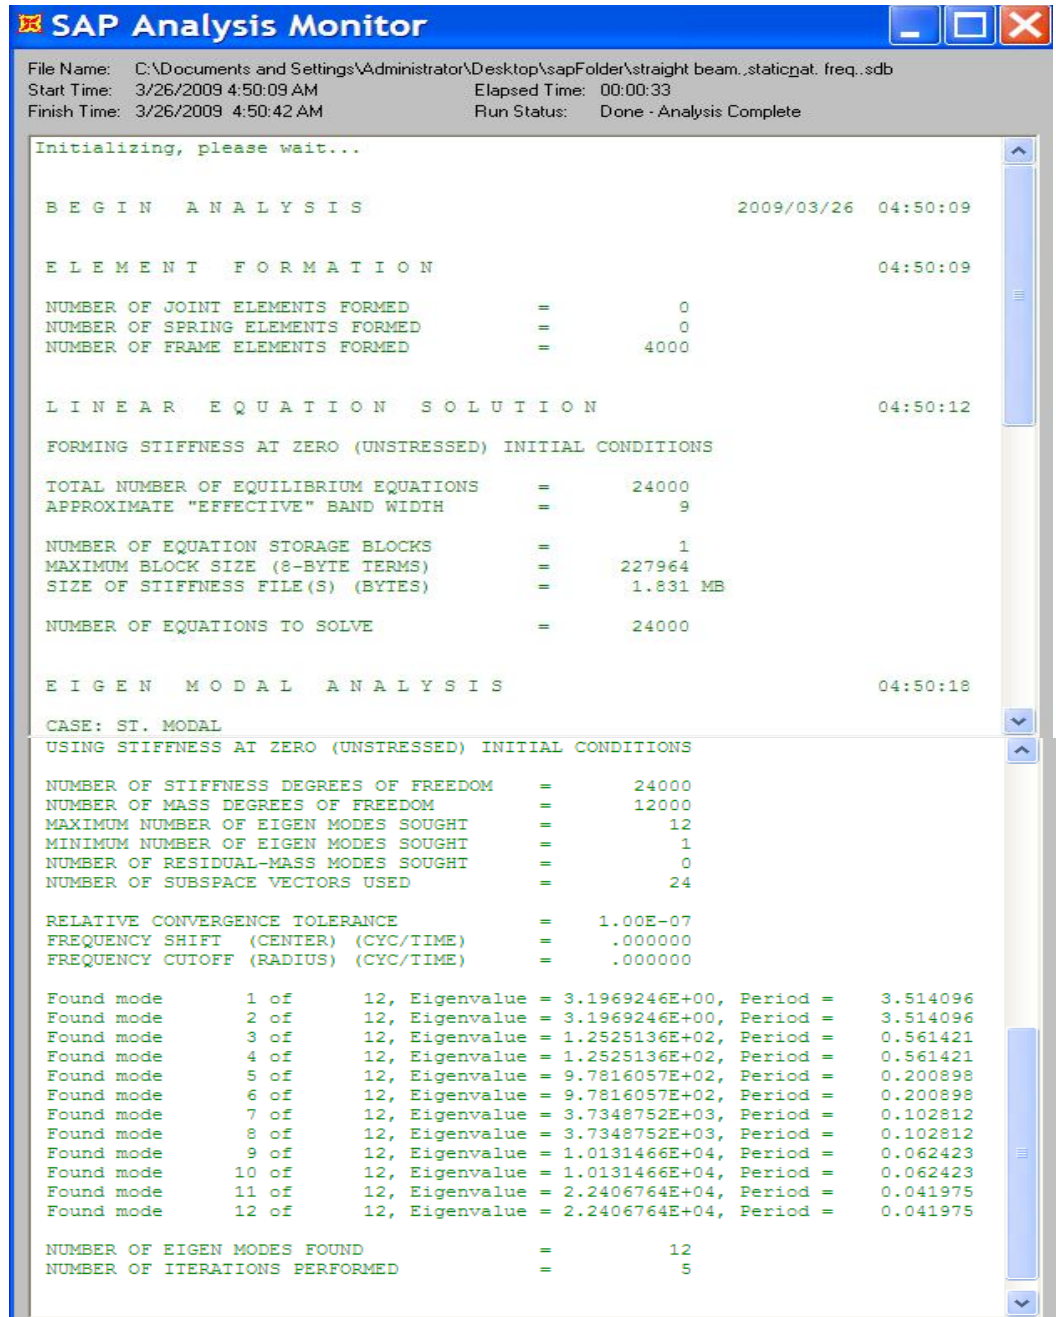 SAP Analysis Monitor
File Name: C:\Documents and Settings\Administrator\Desktop\sapFolder\straight beam.,staticnat. freq..sdb
Start Time: 3/26/2009 4:50:09 AM Elapsed Time: 00:00:33
Finish Time: 3/26/2009 4:50:42 AM Run Status: Done - Analysis Complete
Initializing, please wait...
B E G I N A N A L Y S I S 2009/03/26 04:50:09
E L E M E N T F O R M A T I O N 04:50:09
NUMBER OF JOINT ELEMENTS FORMED = 0
NUMBER OF SPRING ELEMENTS FORMED = 0
NUMBER OF FRAME ELEMENTS FORMED = 4000
L I N E A R E Q U A T I O N S O L U T I O N 04:50:12
FORMING STIFFNESS AT ZERO (UNSTRESSED) INITIAL CONDITIONS
TOTAL NUMBER OF EQUILIBRIUM EQUATIONS = 24000
APPROXIMATE "EFFECTIVE" BAND WIDTH = 9
NUMBER OF EQUATION STORAGE BLOCKS = 1
MAXIMUM BLOCK SIZE (8-BYTE TERMS) = 227964
SIZE OF STIFFNESS FILE(S) (BYTES) = 1.831 MB
NUMBER OF EQUATIONS TO SOLVE = 24000
E I G E N M O D A L A N A L Y S I S 04:50:18
CASE: ST. MODAL
USING STIFFNESS AT ZERO (UNSTRESSED) INITIAL CONDITIONS
NUMBER OF STIFFNESS DEGREES OF FREEDOM = 24000
NUMBER OF MASS DEGREES OF FREEDOM = 12000
MAXIMUM NUMBER OF EIGEN MODES SOUGHT = 12
MINIMUM NUMBER OF EIGEN MODES SOUGHT = 1
NUMBER OF RESIDUAL-MASS MODES SOUGHT = 0
NUMBER OF SUBSPACE VECTORS USED = 24
RELATIVE CONVERGENCE TOLERANCE = 1.00E-07
FREQUENCY SHIFT (CENTER) (CYC/TIME) = .000000
FREQUENCY CUTOFF (RADIUS) (CYC/TIME) = .000000
Found mode 1 of 12, Eigenvalue = 3.1969246E+00, Period = 3.514096
Found mode 2 of 12, Eigenvalue = 3.1969246E+00, Period = 3.514096
Found mode 3 of 12, Eigenvalue = 1.2525136E+02, Period = 0.561421
Found mode 4 of 12, Eigenvalue = 1.2525136E+02, Period = 0.561421
Found mode 5 of 12, Eigenvalue = 9.7816057E+02, Period = 0.200898
Found mode 6 of 12, Eigenvalue = 9.7816057E+02, Period = 0.200898
Found mode 7 of 12, Eigenvalue = 3.7348752E+03, Period = 0.102812
Found mode 8 of 12, Eigenvalue = 3.7348752E+03, Period = 0.102812
Found mode 9 of 12, Eigenvalue = 1.0131466E+04, Period = 0.062423
Found mode 10 of 12, Eigenvalue = 1.0131466E+04, Period = 0.062423
Found mode 11 of 12, Eigenvalue = 2.2406764E+04, Period = 0.041975
Found mode 12 of 12, Eigenvalue = 2.2406764E+04, Period = 0.041975
NUMBER OF EIGEN MODES FOUND = 12
NUMBER OF ITERATIONS PERFORMED = 5